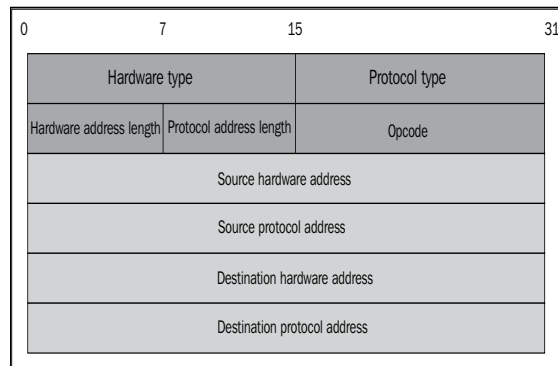 0 7 15 31
Hardware type Protocol type
Hardware address length Protocol address length Opcode
Source hardware address
Source protocol address
Destination hardware address
Destination protocol address